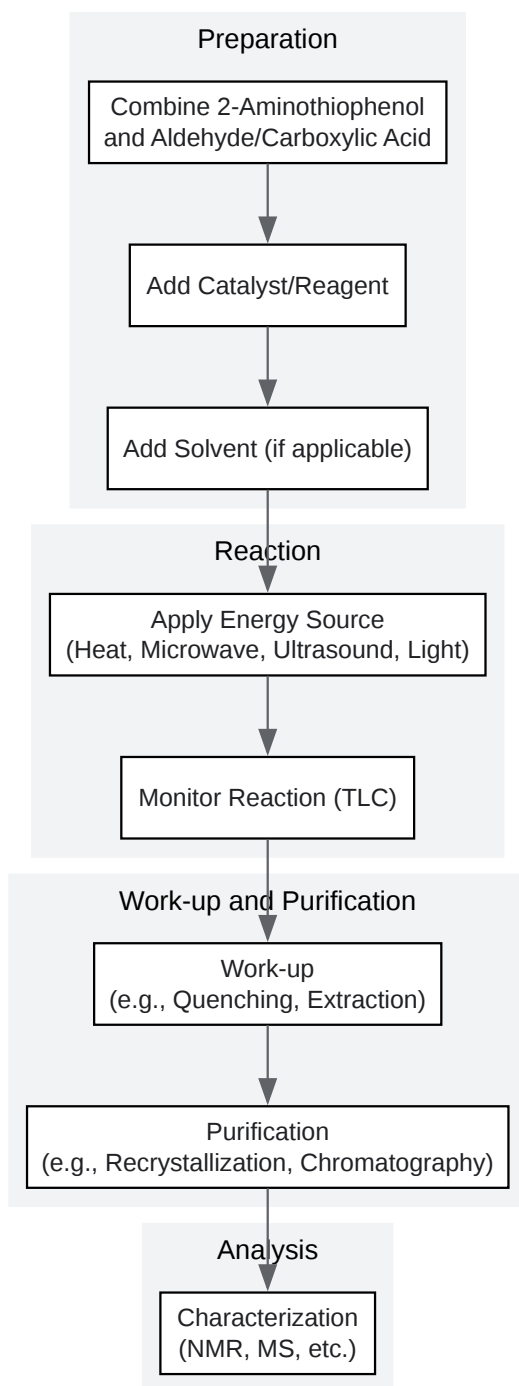 Preparation
Combine 2-Aminothiophenol
and Aldehyde/Carboxylic Acid
Add Catalyst/Reagent
Add Solvent (if applicable)
Reaction
Apply Energy Source
(Heat, Microwave, Ultrasound, Light)
Monitor Reaction (TLC)
Work-up and Purification
Work-up
(e.g., Quenching, Extraction)
Purification
(e.g., Recrystallization, Chromatography)
Analysis
Characterization
(NMR, MS, etc.)